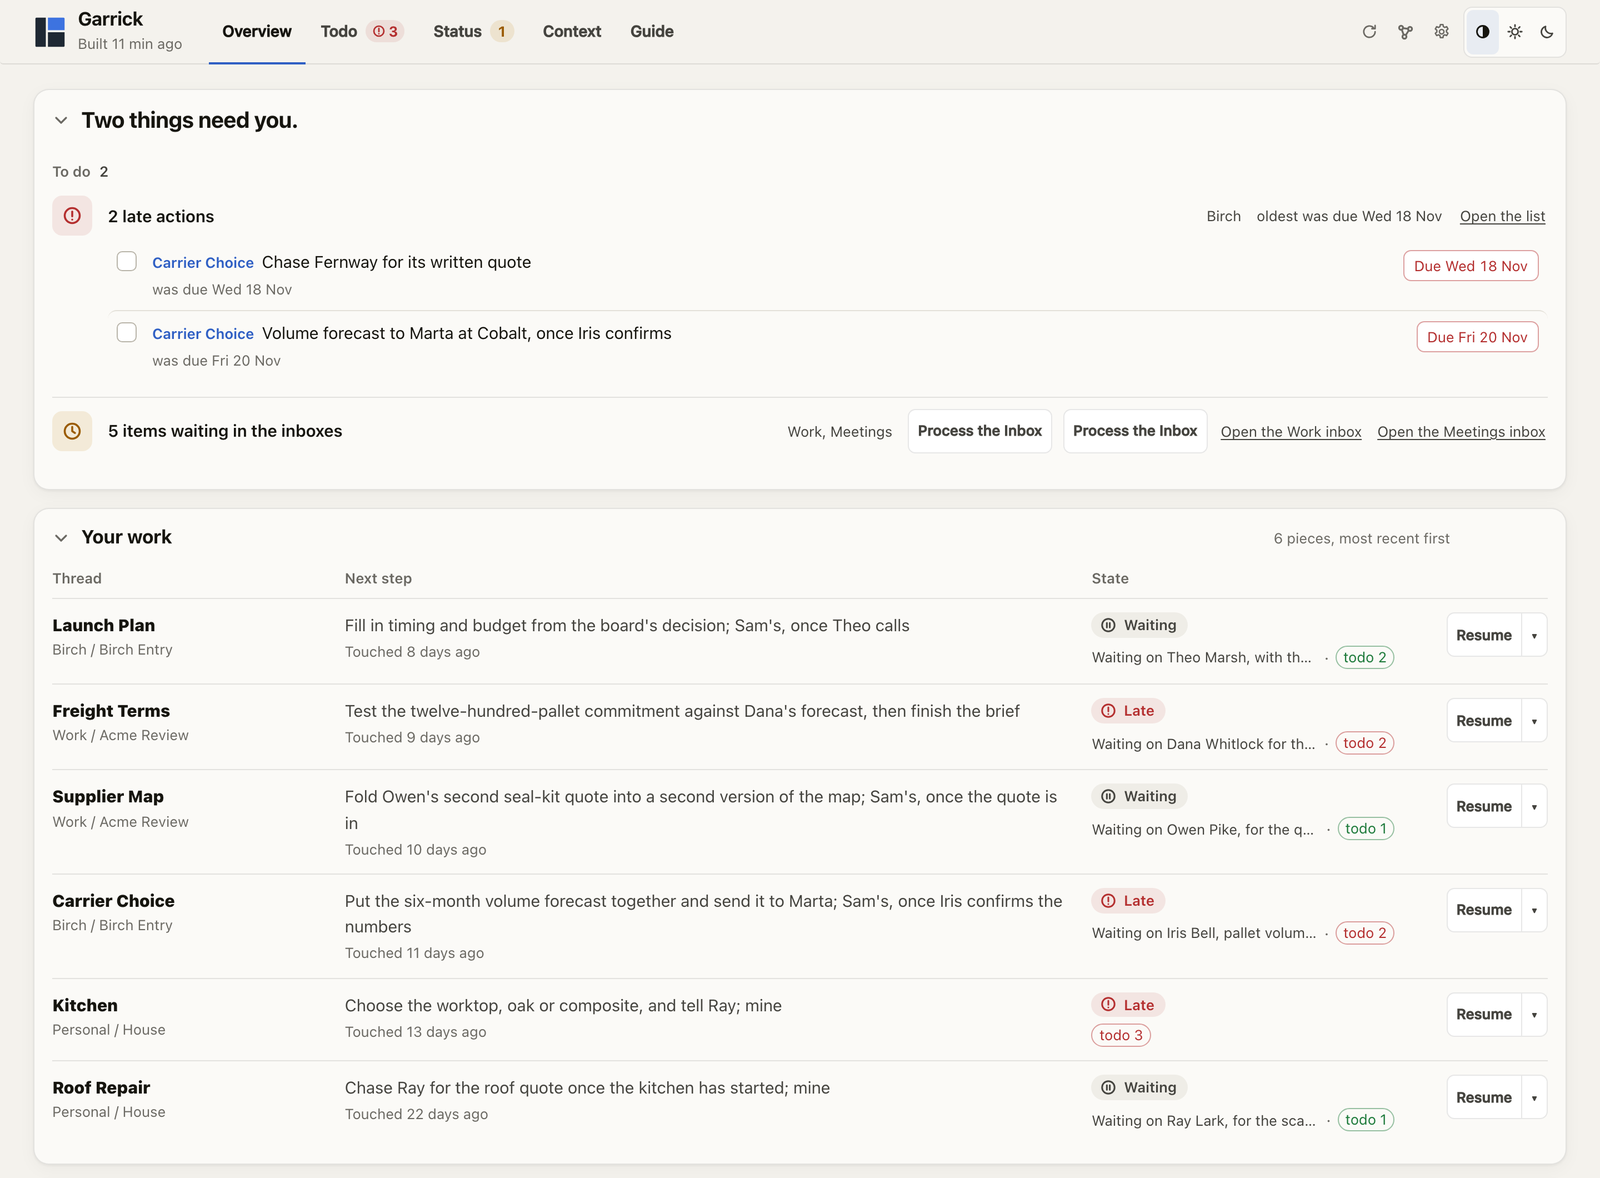 Garrick
Built 11 min ago
Overview
Todo 3
Status 1
Context
Guide
Two things need you.
To do 2
2 late actions
Birch oldest was due Wed 18 Nov Open the list
Carrier Choice Chase Fernway for its written quote
was due Wed 18 Nov
Due Wed 18 Nov
Carrier Choice Volume forecast to Marta at Cobalt, once Iris confirms
was due Fri 20 Nov
Due Fri 20 Nov
5 items waiting in the inboxes
Work, Meetings Process the Inbox Process the Inbox Open the Work inbox Open the Meetings inbox
Your work
6 pieces, most recent first
Thread Next step State
Launch Plan
Birch / Birch Entry
Fill in timing and budget from the board's decision; Sam's, once Theo calls
Touched 8 days ago
Waiting
Waiting on Theo Marsh, with th... · todo 2
Resume
Freight Terms
Work / Acme Review
Test the twelve-hundred-pallet commitment against Dana's forecast, then finish the brief
Touched 9 days ago
Late
Waiting on Dana Whitlock for th... · todo 2
Resume
Supplier Map
Work / Acme Review
Fold Owen's second seal-kit quote into a second version of the map; Sam's, once the quote is
in
Touched 10 days ago
Waiting
Waiting on Owen Pike, for the q... · todo 1
Resume
Carrier Choice
Birch / Birch Entry
Put the six-month volume forecast together and send it to Marta; Sam's, once Iris confirms the
numbers
Touched 11 days ago
Late
Waiting on Iris Bell, pallet volum... · todo 2
Resume
Kitchen
Personal / House
Choose the worktop, oak or composite, and tell Ray; mine
Touched 13 days ago
Late
todo 3
Resume
Roof Repair
Personal / House
Chase Ray for the roof quote once the kitchen has started; mine
Touched 22 days ago
Waiting
Waiting on Ray Lark, for the sca... · todo 1
Resume